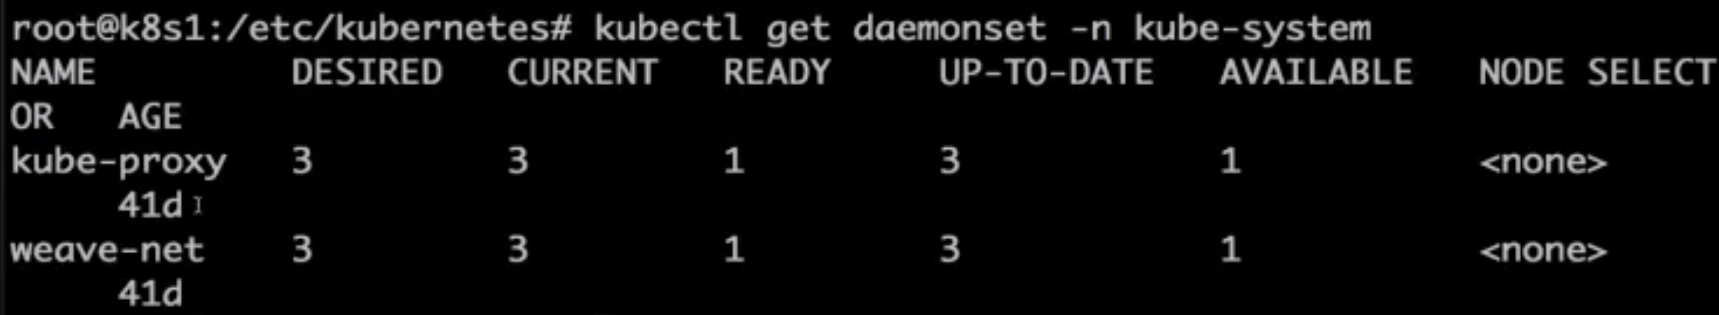 root@k8s1:/etc/kubernetes# kubectl get daemonset -n kube-system
NAME         DESIRED   CURRENT   READY     UP-TO-DATE   AVAILABLE   NODE SELECT
OR   AGE
kube-proxy   3         3         1         3            1           <none>
     41d
weave-net    3         3         1         3            1           <none>
     41d